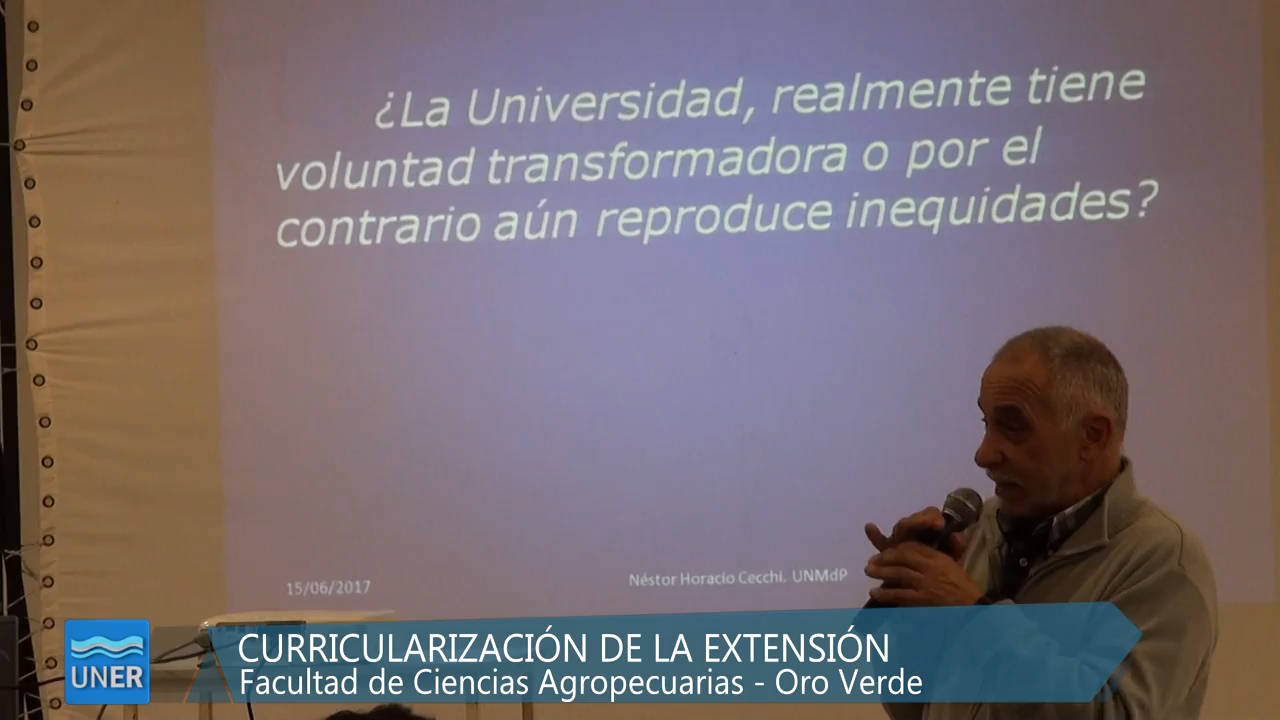 ¿La Universidad, realmente tiene
voluntad transformadora o por el
contrario aún reproduce inequidades?
15/06/2017
Néstor Horacio Cecchi. UNMdP
UNER
CURRICULARIZACIÓN DE LA EXTENSIÓN
Facultad de Ciencias Agropecuarias - Oro Verde